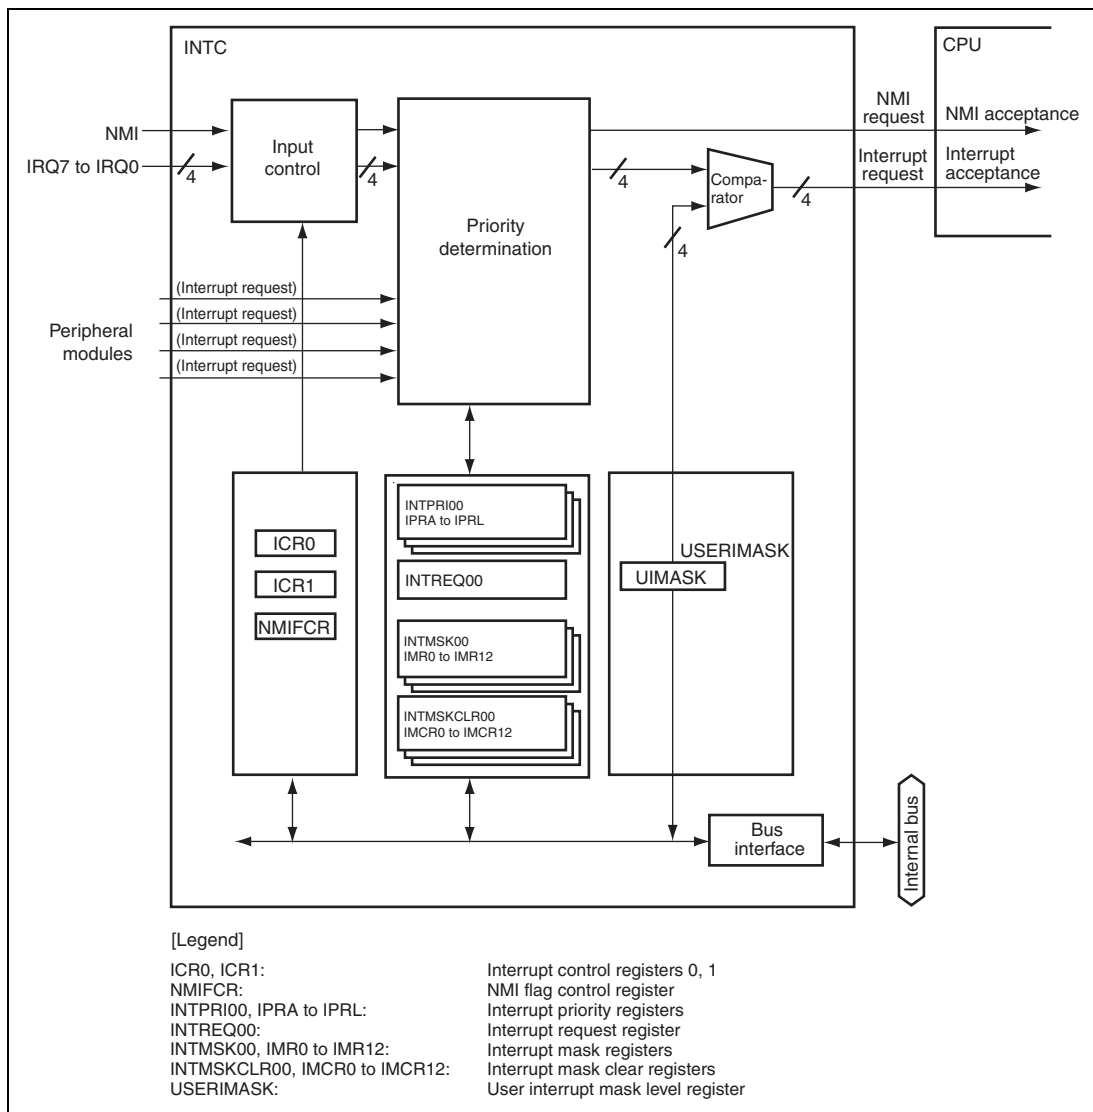 INTC
CPU
NMI
IRQ7 to IRQ0
4
Input
control
4
Priority
determination
4
Compa-
rator
4
4
NMI
request
NMI acceptance
Interrupt
request
Interrupt
acceptance
Peripheral
modules
(Interrupt request)
(Interrupt request)
(Interrupt request)
(Interrupt request)
ICR0
ICR1
NMIFCR
INTPRI00
IPRA to IPRL
INTREQ00
INTMSK00
IMR0 to IMR12
INTMSKCLR00
IMCR0 to IMCR12
USERIMASK
UIMASK
Bus
interface
Internal bus
[Legend]
ICR0, ICR1: Interrupt control registers 0, 1
NMIFCR: NMI flag control register
INTPRI00, IPRA to IPRL: Interrupt priority registers
INTREQ00: Interrupt request register
INTMSK00, IMR0 to IMR12: Interrupt mask registers
INTMSKCLR00, IMCR0 to IMCR12: Interrupt mask clear registers
USERIMASK: User interrupt mask level register